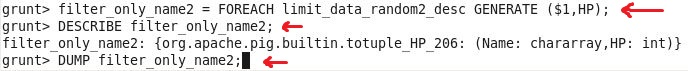 grunt> filter_only_name2 = FOREACH limit_data_random2_desc GENERATE ($1,HP);
grunt> DESCRIBE filter_only_name2;
filter_only_name2: {org.apache.pig.builtin.totuple_HP_206: (Name: chararray,HP: int)}
grunt> DUMP filter_only_name2;